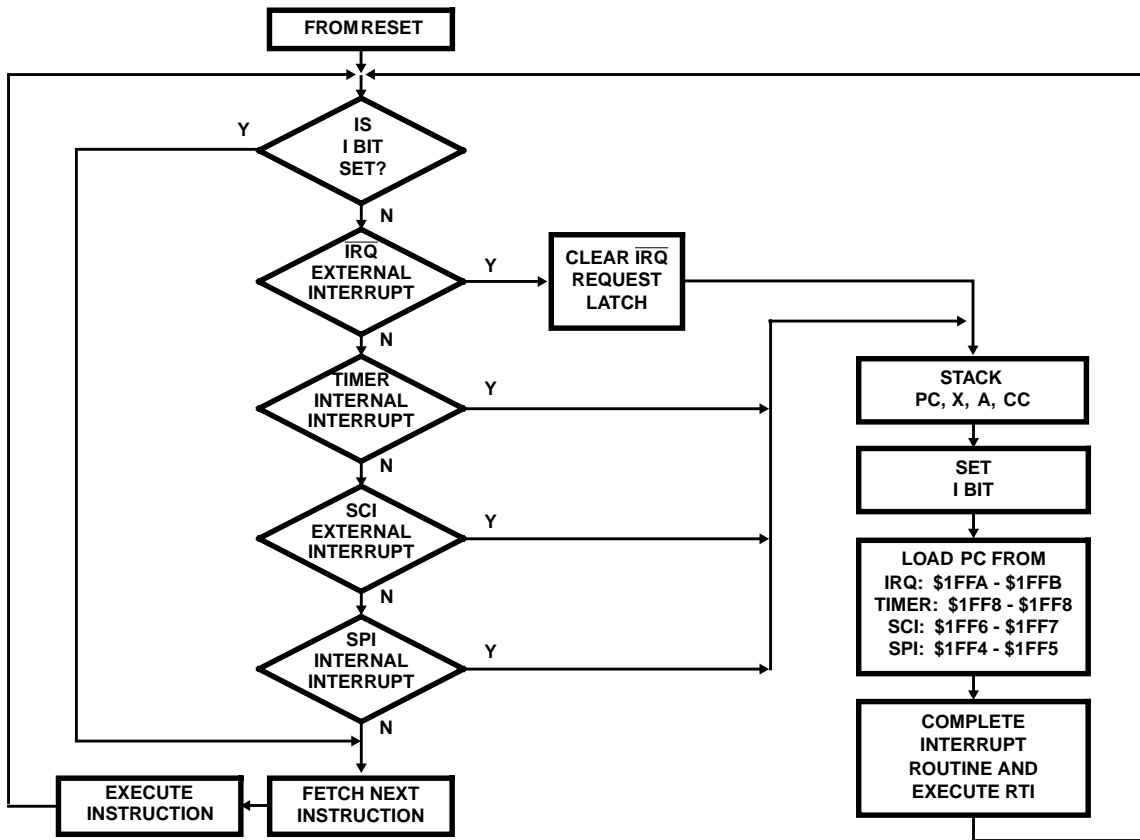 FROM RESET
Y
IS
I BIT
SET?
N
IRQ
EXTERNAL
INTERRUPT
Y
CLEAR IRQ
REQUEST
LATCH
N
TIMER
INTERNAL
INTERRUPT
Y
N
SCI
EXTERNAL
INTERRUPT
Y
N
SPI
INTERNAL
INTERRUPT
Y
N
FETCH NEXT
INSTRUCTION
EXECUTE
INSTRUCTION
STACK
PC, X, A, CC
SET
I BIT
LOAD PC FROM
IRQ: $1FFA - $1FFB
TIMER: $1FF8 - $1FF8
SCI: $1FF6 - $1FF7
SPI: $1FF4 - $1FF5
COMPLETE
INTERRUPT
ROUTINE AND
EXECUTE RTI